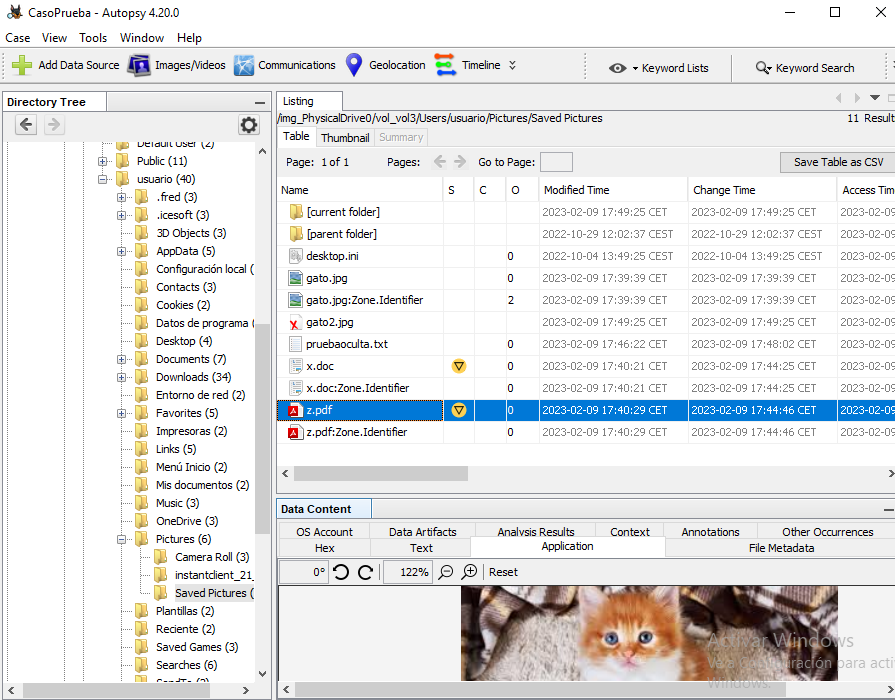 CasoPrueba - Autopsy 4.20.0
Case View Tools Window Help
Add Data Source Images/Videos Communications Geolocation Timeline Keyword Lists Keyword Search
Directory Tree
Default User (2)
Public (11)
usuario (40)
.fred (3)
.icesoft (3)
3D Objects (3)
AppData (5)
Configuración local (
Contacts (3)
Cookies (2)
Datos de programa (
Desktop (4)
Documents (7)
Downloads (34)
Entorno de red (2)
Favorites (5)
Impresoras (2)
Links (5)
Menú Inicio (2)
Mis documentos (2)
Music (3)
OneDrive (3)
Pictures (6)
Camera Roll (3)
instantclient_21_
Saved Pictures (
Plantillas (2)
Reciente (2)
Saved Games (3)
Searches (6)
SendTo (2)
Listing
/img_PhysicalDrive0/vol_vol3/Users/usuario/Pictures/Saved Pictures 11 Result
Table Thumbnail Summary
Page: 1 of 1 Pages: Go to Page: Save Table as CSV
Name S C O Modified Time Change Time Access Tim
[current folder] 2023-02-09 17:49:25 CET 2023-02-09 17:49:25 CET 2023-02-09
[parent folder] 2022-10-29 12:02:37 CEST 2022-10-29 12:02:37 CEST 2023-02-09
desktop.ini 0 2022-10-04 13:49:25 CEST 2022-10-04 13:49:25 CEST 2023-02-09
gato.jpg 0 2023-02-09 17:39:39 CET 2023-02-09 17:39:39 CET 2023-02-09
gato.jpg:Zone.Identifier 2 2023-02-09 17:39:39 CET 2023-02-09 17:39:39 CET 2023-02-09
gato2.jpg 2023-02-09 17:49:25 CET 2023-02-09 17:49:25 CET 2023-02-09
pruebaoculta.txt 0 2023-02-09 17:46:22 CET 2023-02-09 17:48:02 CET 2023-02-09
x.doc 0 2023-02-09 17:40:21 CET 2023-02-09 17:44:25 CET 2023-02-09
x.doc:Zone.Identifier 0 2023-02-09 17:40:21 CET 2023-02-09 17:44:25 CET 2023-02-09
z.pdf 0 2023-02-09 17:40:29 CET 2023-02-09 17:44:46 CET 2023-02-09
z.pdf:Zone.Identifier 0 2023-02-09 17:40:29 CET 2023-02-09 17:44:46 CET 2023-02-09
Data Content
OS Account Data Artifacts Analysis Results Context Annotations Other Occurrences
Hex Text Application File Metadata
0° 122% Reset
Activar Windows
Ve a Configuración para acti
Windows.